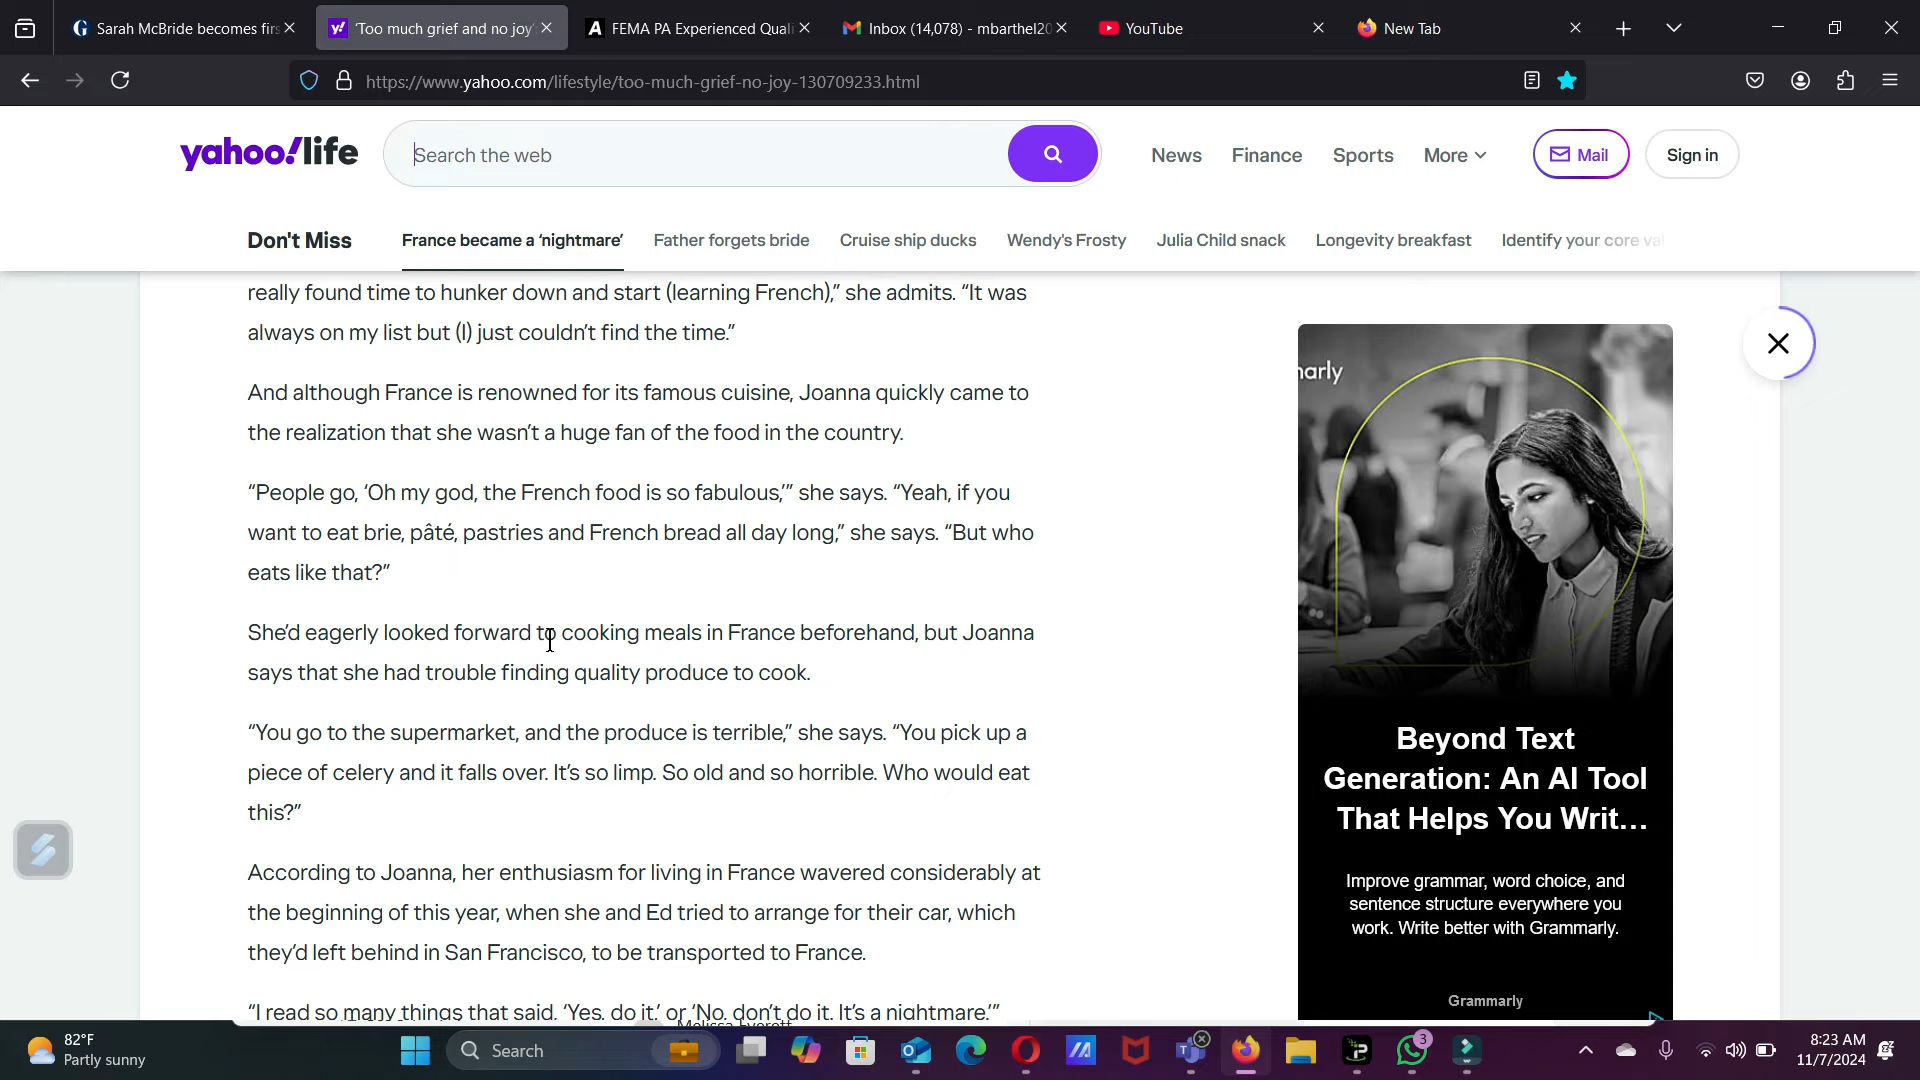 Sarah McBride becomes firs
'Too much grief and no joy'
FEMA PA Experienced Quali
Inbox (14,078) - mbarthel20
YouTube
New Tab
https://www.yahoo.com/lifestyle/too-much-grief-no-joy-130709233.html
yahoo!life
Search the web
News
Finance
Sports
More
Mail
Sign in
Don't Miss
France became a ‘nightmare’
Father forgets bride
Cruise ship ducks
Wendy's Frosty
Julia Child snack
Longevity breakfast
Identify your core val
really found time to hunker down and start (learning French),” she admits. “It was
always on my list but (I) just couldn’t find the time.”
And although France is renowned for its famous cuisine, Joanna quickly came to
the realization that she wasn’t a huge fan of the food in the country.
“People go, ‘Oh my god, the French food is so fabulous,’” she says. “Yeah, if you
want to eat brie, pâté, pastries and French bread all day long,” she says. “But who
eats like that?”
She’d eagerly looked forward to cooking meals in France beforehand, but Joanna
says that she had trouble finding quality produce to cook.
“You go to the supermarket, and the produce is terrible,” she says. “You pick up a
piece of celery and it falls over. It’s so limp. So old and so horrible. Who would eat
this?”
According to Joanna, her enthusiasm for living in France wavered considerably at
the beginning of this year, when she and Ed tried to arrange for their car, which
they’d left behind in San Francisco, to be transported to France.
“I read so many things that said, ‘Yes, do it,’ or ‘No, don’t do it. It’s a nightmare.’”
Melissa Everett
marly
Beyond Text
Generation: An AI Tool
That Helps You Writ...
Improve grammar, word choice, and
sentence structure everywhere you
work. Write better with Grammarly.
Grammarly
82°F
Partly sunny
Search
3
8:23 AM
11/7/2024